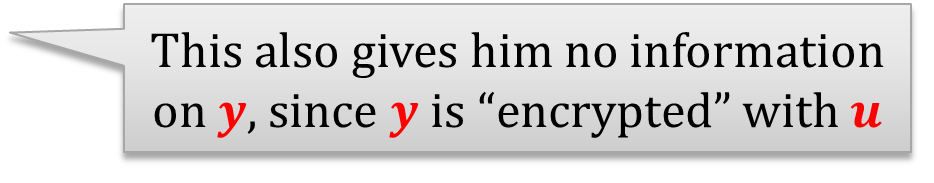 This also gives him no information
on y, since y is “encrypted” with u